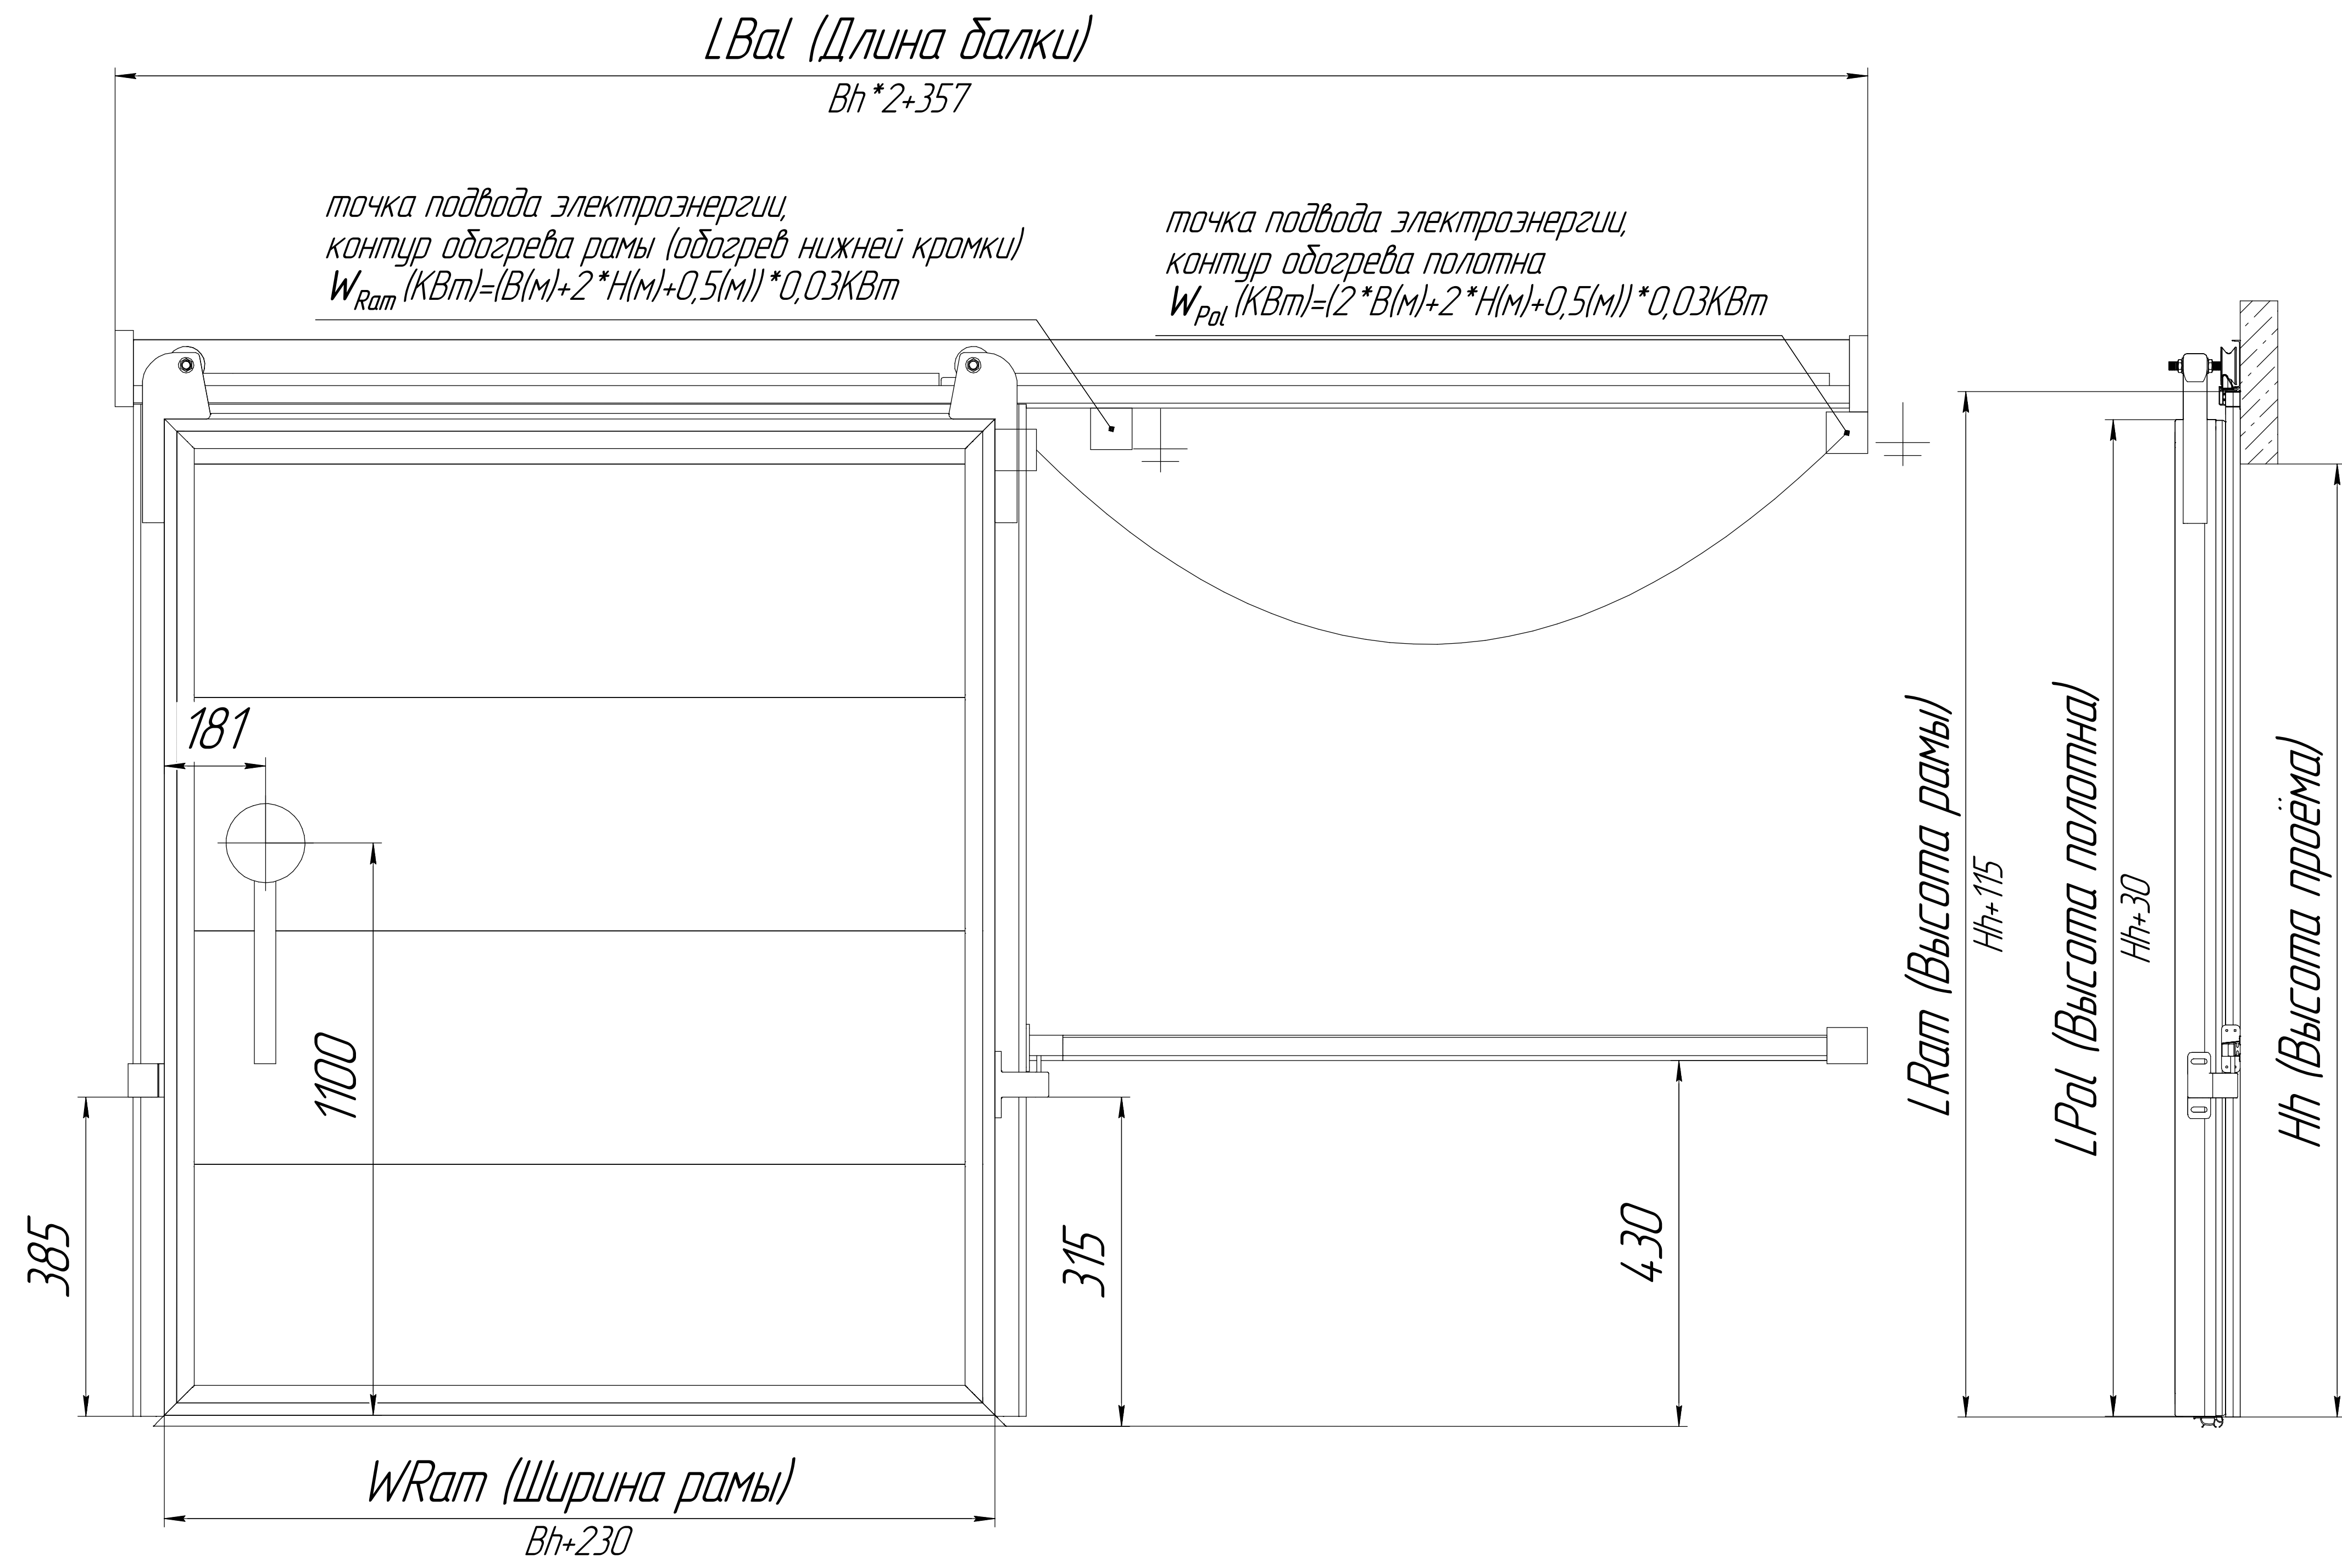 LBal (Длина балки)
Bh*2+357
точка подвода электроэнергии,
контур обогрева рамы (обогрев нижней кромки)
WRam (КВт)=(B(м)+2*H(м)+0,5(м))*0,03КВт
точка подвода электроэнергии,
контур обогрева полотна
WPol (КВт)=(2*B(м)+2*H(м)+0,5(м))*0,03КВт
181
1100
385
315
430
LRam (Высота рамы)
Hh+115
LPol (Высота полотна)
Hh+30
Hh (Высота проёма)
WRam (Ширина рамы)
Bh+230